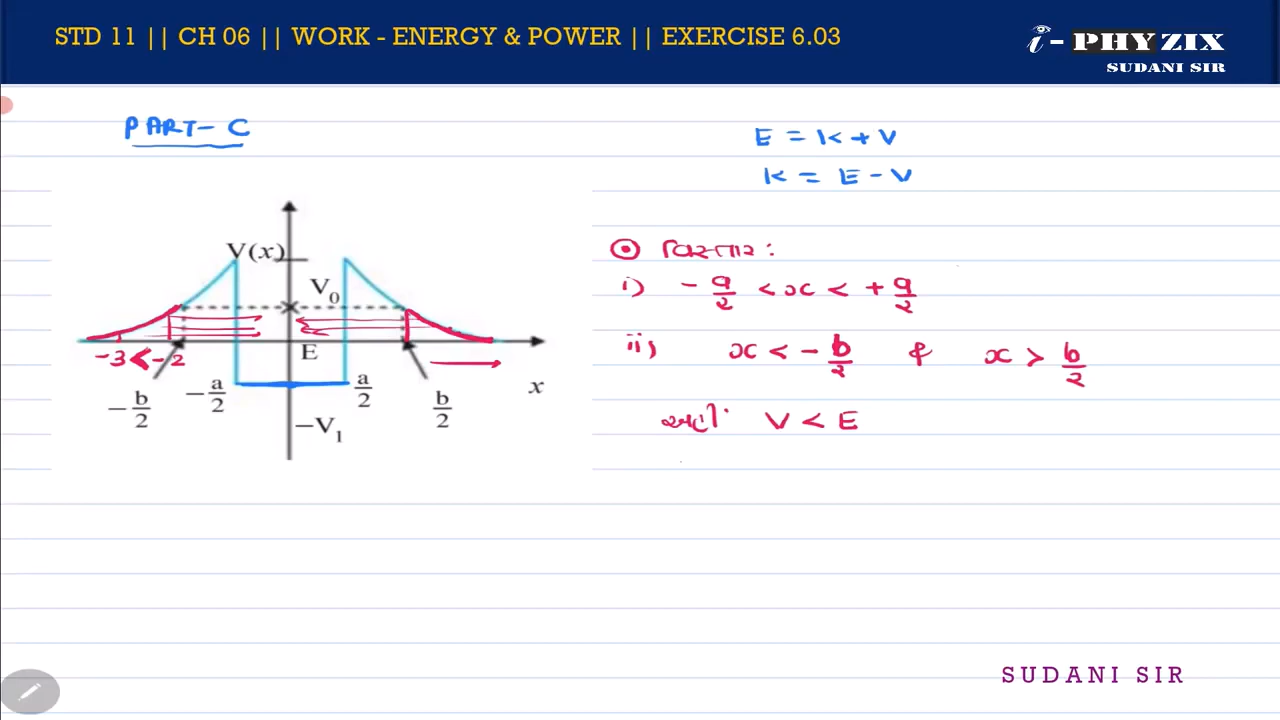 STD 11 || CH 06 || WORK - ENERGY & POWER || EXERCISE 6.03
i - PHYZIX
SUDANI SIR
PART- C
E = K + V
K = E - V
V(x)
V₀
E
-3 < -2
x
-b/2
-a/2
a/2
b/2
-V₁
વિસ્તાર :
i) - a/2 < x < + a/2
ii) x < - b/2 & x > b/2
V < E
SUDANI SIR